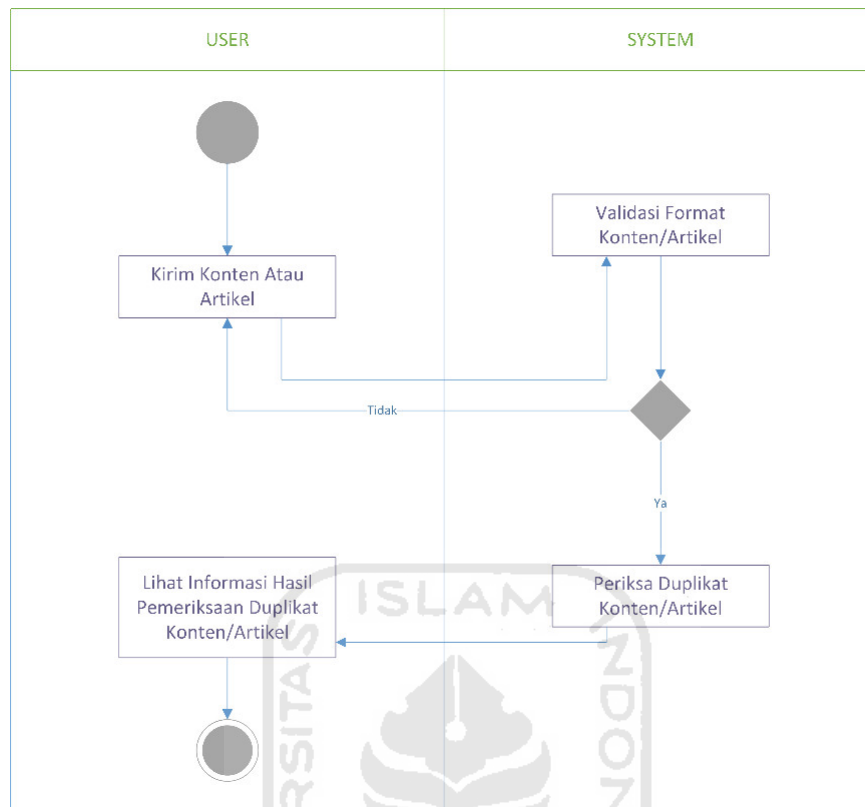 USER
SYSTEM
Validasi Format
Konten/Artikel
Kirim Konten Atau
Artikel
Tidak
Ya
Lihat Informasi Hasil
Pemeriksaan Duplikat
Konten/Artikel
Periksa Duplikat
Konten/Artikel
ISLAM